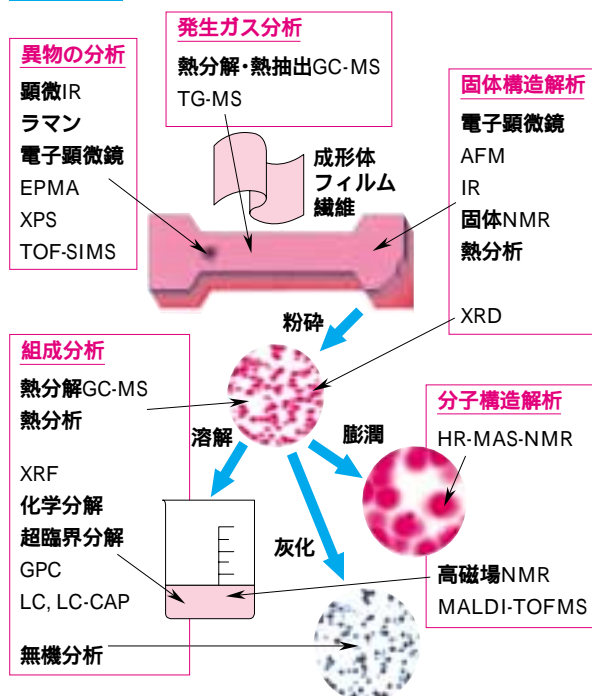 発生ガス分析
熱分解・熱抽出GC-MS
TG-MS
異物の分析
顕微IR
ラマン
電子顕微鏡
EPMA
XPS
TOF-SIMS
成形体
フィルム
繊維
固体構造解析
電子顕微鏡
AFM
IR
固体NMR
熱分析
XRD
粉砕
組成分析
熱分解GC-MS
熱分析
XRF
化学分解
超臨界分解
GPC
LC, LC-CAP
無機分析
溶解
灰化
膨潤
分子構造解析
HR-MAS-NMR
高磁場NMR
MALDI-TOFMS